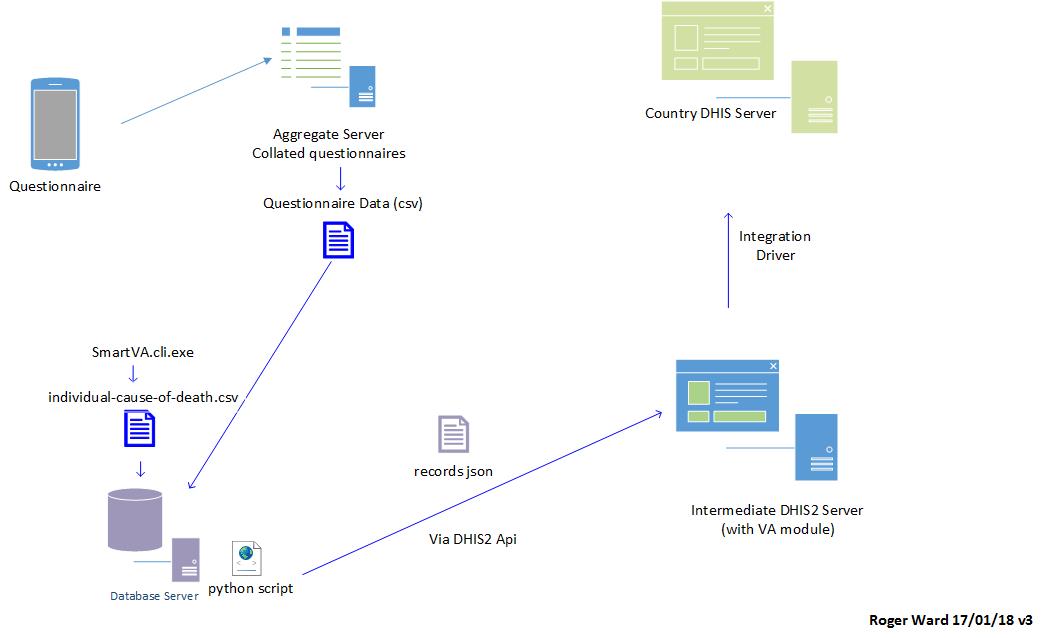 Questionnaire
Aggregate Server
Collated questionnaires
Questionnaire Data (csv)
Country DHIS Server
Integration
Driver
SmartVA.cli.exe
individual-cause-of-death.csv
records json
Via DHIS2 Api
Intermediate DHIS2 Server
(with VA module)
python script
Database Server
Roger Ward 17/01/18 v3